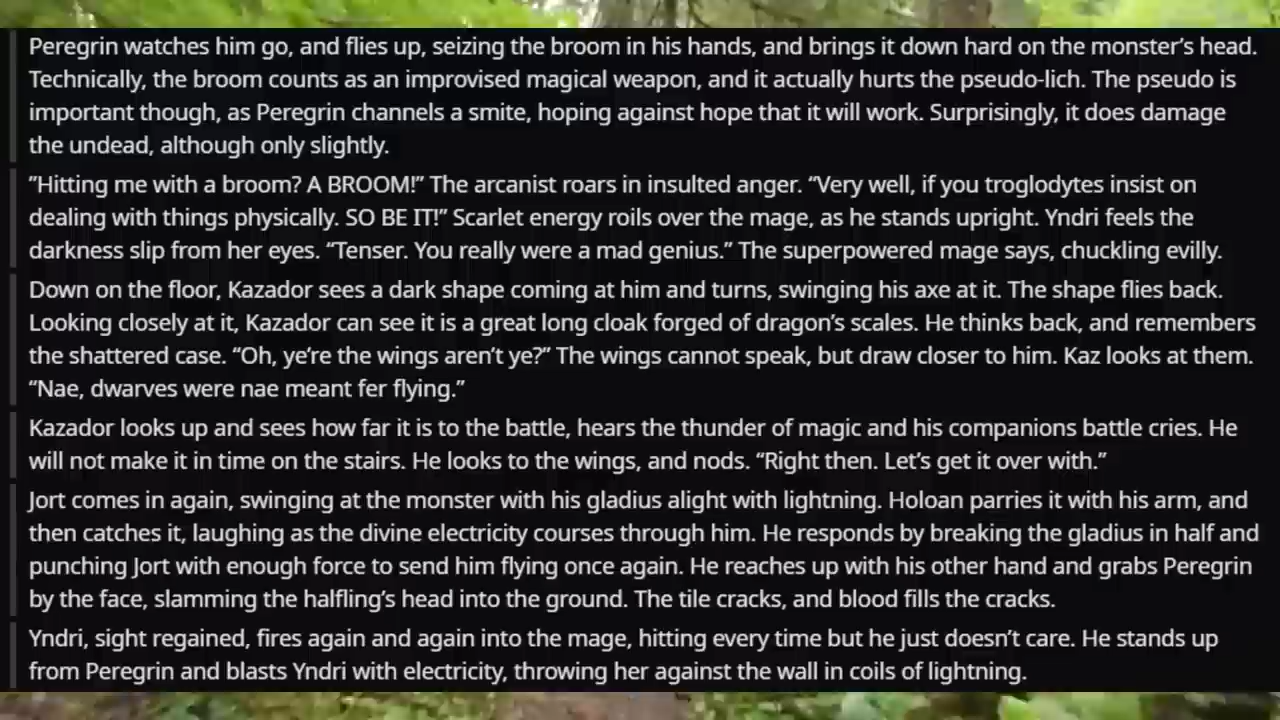 Peregrin watches him go, and flies up, seizing the broom in his hands, and brings it down hard on the monster’s head.
Technically, the broom counts as an improvised magical weapon, and it actually hurts the pseudo-lich. The pseudo is
important though, as Peregrin channels a smite, hoping against hope that it will work. Surprisingly, it does damage
the undead, although only slightly.
”Hitting me with a broom? A BROOM!” The arcanist roars in insulted anger. “Very well, if you troglodytes insist on
dealing with things physically. SO BE IT!” Scarlet energy roils over the mage, as he stands upright. Yndri feels the
darkness slip from her eyes. “Tenser. You really were a mad genius.” The superpowered mage says, chuckling evilly.
Down on the floor, Kazador sees a dark shape coming at him and turns, swinging his axe at it. The shape flies back.
Looking closely at it, Kazador can see it is a great long cloak forged of dragon’s scales. He thinks back, and remembers
the shattered case. “Oh, ye’re the wings aren’t ye?” The wings cannot speak, but draw closer to him. Kaz looks at them.
“Nae, dwarves were nae meant fer flying.”
Kazador looks up and sees how far it is to the battle, hears the thunder of magic and his companions battle cries. He
will not make it in time on the stairs. He looks to the wings, and nods. “Right then. Let’s get it over with.”
Jort comes in again, swinging at the monster with his gladius alight with lightning. Holoan parries it with his arm, and
then catches it, laughing as the divine electricity courses through him. He responds by breaking the gladius in half and
punching Jort with enough force to send him flying once again. He reaches up with his other hand and grabs Peregrin
by the face, slamming the halfling’s head into the ground. The tile cracks, and blood fills the cracks.
Yndri, sight regained, fires again and again into the mage, hitting every time but he just doesn’t care. He stands up
from Peregrin and blasts Yndri with electricity, throwing her against the wall in coils of lightning.